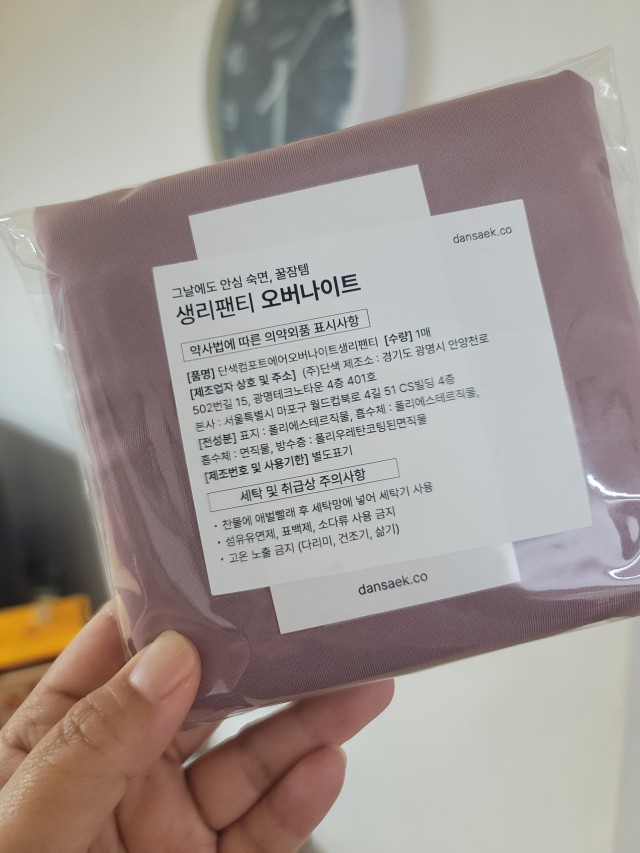 dansaek.co
그날에도 안심 숙면, 꿀잠템
생리팬티 오버나이트
약사법에 따른 의약외품 표시사항
[품명] 단색컴포트에어오버나이트생리팬티 [수량] 1매
[제조업자 상호 및 주소] (주)단색 제조소 : 경기도 광명시 안양천로
502번길 15, 광명테크노타운 4층 401호
본사 : 서울특별시 마포구 월드컵북로 4길 51 CS빌딩 4층
[전성분] 표지 : 폴리에스테르직물, 흡수체 : 폴리에스테르직물,
흡수체 : 면직물, 방수층 : 폴리우레탄코팅된면직물
[제조번호 및 사용기한] 별도표기
세탁 및 취급상 주의사항
• 찬물에 애벌빨래 후 세탁망에 넣어 세탁기 사용
• 섬유유연제, 표백제, 소다류 사용 금지
• 고온 노출 금지 (다리미, 건조기, 삶기)
dansaek.co